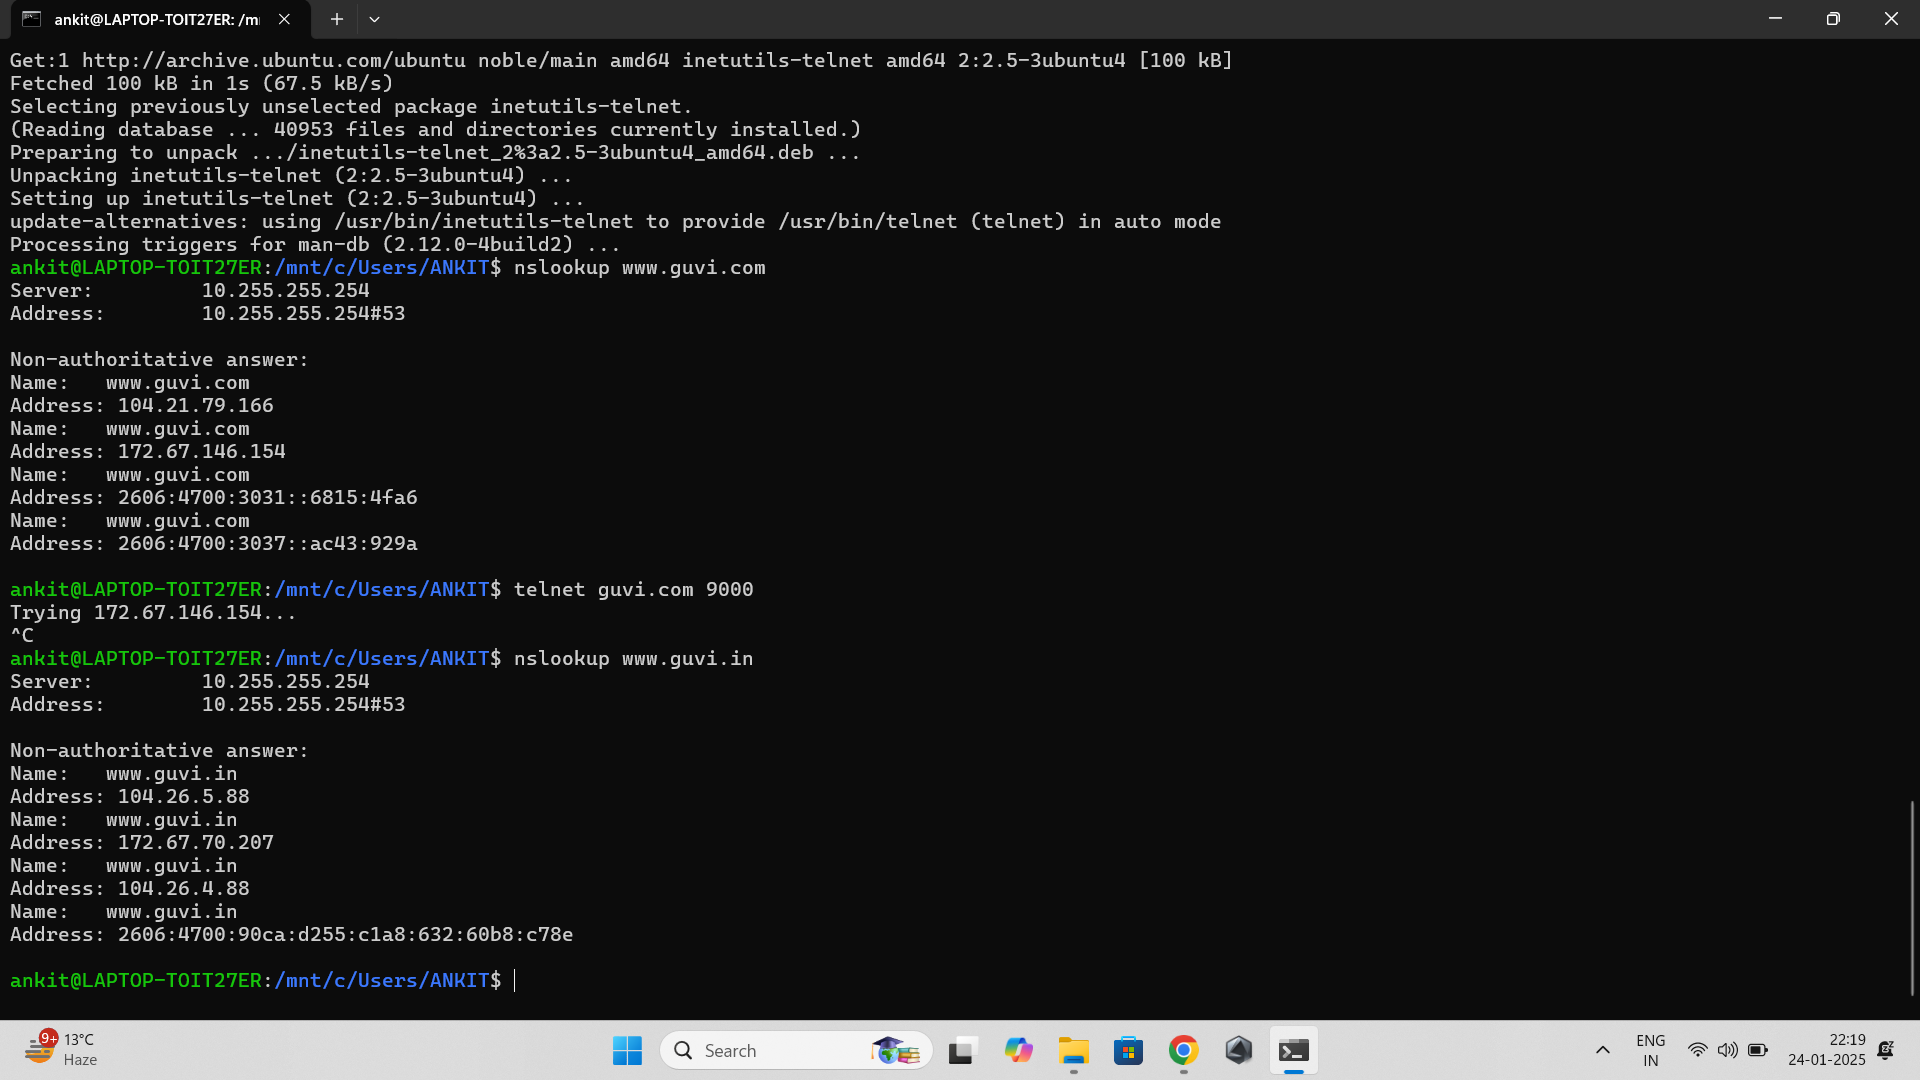 ankit@LAPTOP-TOIT27ER: /m
Get:1 http://archive.ubuntu.com/ubuntu noble/main amd64 inetutils-telnet amd64 2:2.5-3ubuntu4 [100 kB]
Fetched 100 kB in 1s (67.5 kB/s)
Selecting previously unselected package inetutils-telnet.
(Reading database ... 40953 files and directories currently installed.)
Preparing to unpack .../inetutils-telnet_2%3a2.5-3ubuntu4_amd64.deb ...
Unpacking inetutils-telnet (2:2.5-3ubuntu4) ...
Setting up inetutils-telnet (2:2.5-3ubuntu4) ...
update-alternatives: using /usr/bin/inetutils-telnet to provide /usr/bin/telnet (telnet) in auto mode
Processing triggers for man-db (2.12.0-4build2) ...
ankit@LAPTOP-TOIT27ER:/mnt/c/Users/ANKIT$ nslookup www.guvi.com
Server:         10.255.255.254
Address:        10.255.255.254#53

Non-authoritative answer:
Name:   www.guvi.com
Address: 104.21.79.166
Name:   www.guvi.com
Address: 172.67.146.154
Name:   www.guvi.com
Address: 2606:4700:3031::6815:4fa6
Name:   www.guvi.com
Address: 2606:4700:3037::ac43:929a

ankit@LAPTOP-TOIT27ER:/mnt/c/Users/ANKIT$ telnet guvi.com 9000
Trying 172.67.146.154...
^C
ankit@LAPTOP-TOIT27ER:/mnt/c/Users/ANKIT$ nslookup www.guvi.in
Server:         10.255.255.254
Address:        10.255.255.254#53

Non-authoritative answer:
Name:   www.guvi.in
Address: 104.26.5.88
Name:   www.guvi.in
Address: 172.67.70.207
Name:   www.guvi.in
Address: 104.26.4.88
Name:   www.guvi.in
Address: 2606:4700:90ca:d255:c1a8:632:60b8:c78e

ankit@LAPTOP-TOIT27ER:/mnt/c/Users/ANKIT$
9+
13°C
Haze
Search
ENG
IN
22:19
24-01-2025